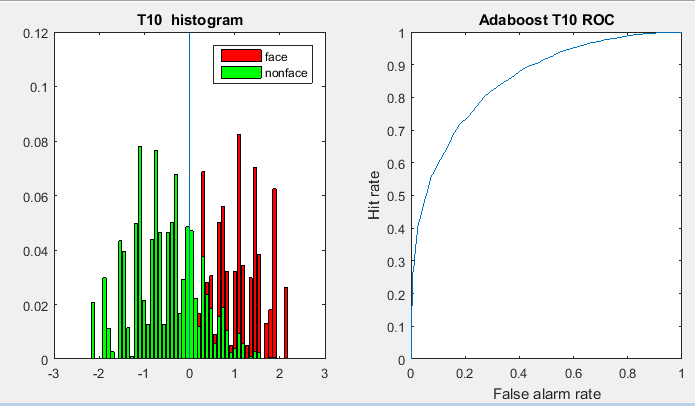 T10 histogram
0.12
0.1
0.08
0.06
0.04
0.02
0
-3 -2 -1 0 1 2 3
face
nonface
Adaboost T10 ROC
1
0.9
0.8
0.7
0.6
0.5
0.4
0.3
0.2
0.1
0
Hit rate
0 0.2 0.4 0.6 0.8 1
False alarm rate